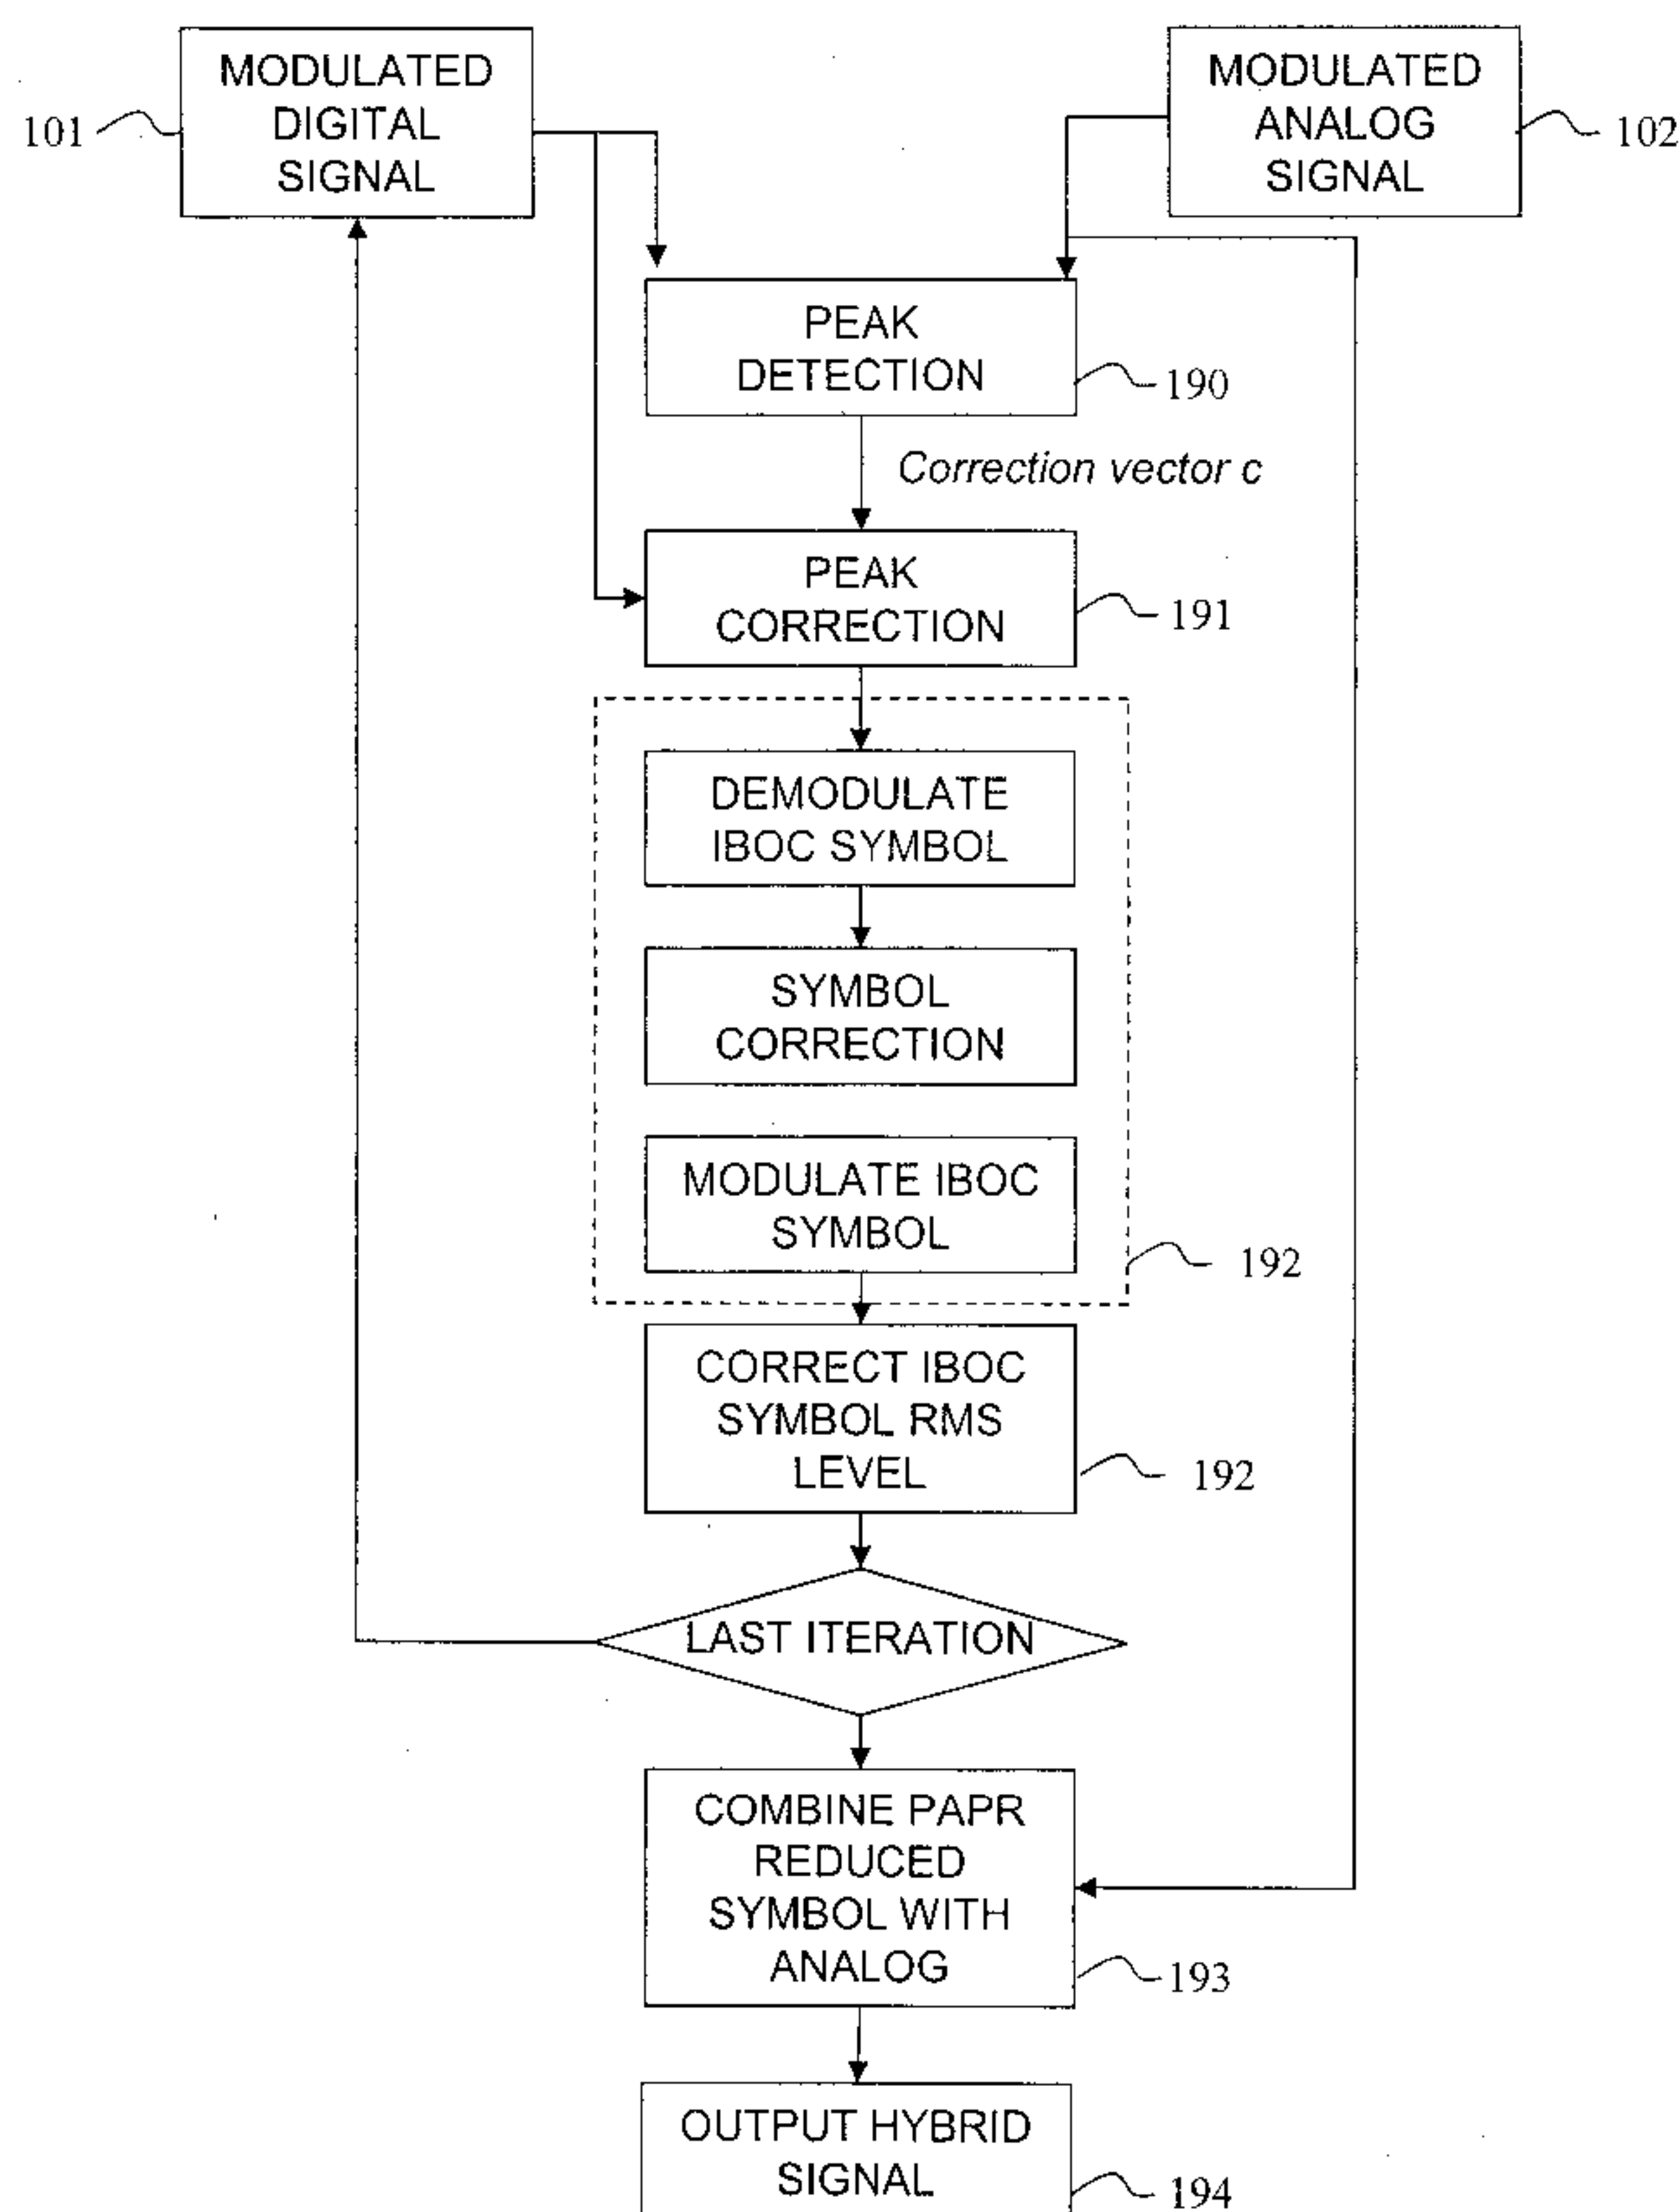 MODULATED
DIGITAL
SIGNAL
101
MODULATED
ANALOG
SIGNAL
102
PEAK
DETECTION
190
Correction vector c
PEAK
CORRECTION
191
DEMODULATE
IBOC SYMBOL
SYMBOL
CORRECTION
MODULATE IBOC
SYMBOL
192
CORRECT IBOC
SYMBOL RMS
LEVEL
192
LAST ITERATION
COMBINE PAPR
REDUCED
SYMBOL WITH
ANALOG
193
OUTPUT HYBRID
SIGNAL
194